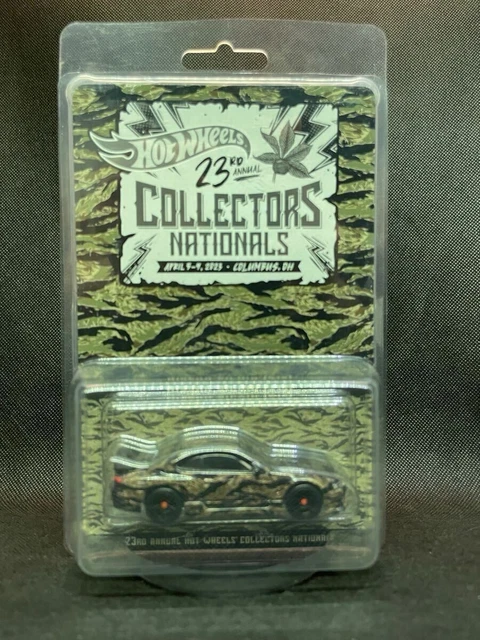 HOT WHEELS
23RD
ANNUAL
COLLECTORS
NATIONALS
APRIL 5-9, 2023 • COLUMBUS, OH
23RD ANNUAL HOT WHEELS COLLECTORS NATIONALS